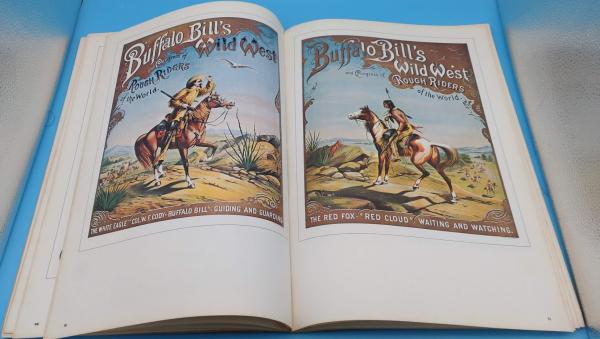 Buffalo Bill's
Wild West
and Congress of
ROUGH RIDERS
of the World.
THE WHITE EAGLE "COL. W. F. CODY - BUFFALO BILL" GUIDING AND GUARDING
Buffalo Bill's
Wild West
and Congress of
ROUGH RIDERS
of the World.
THE RED FOX - "RED CLOUD" WAITING AND WATCHING.